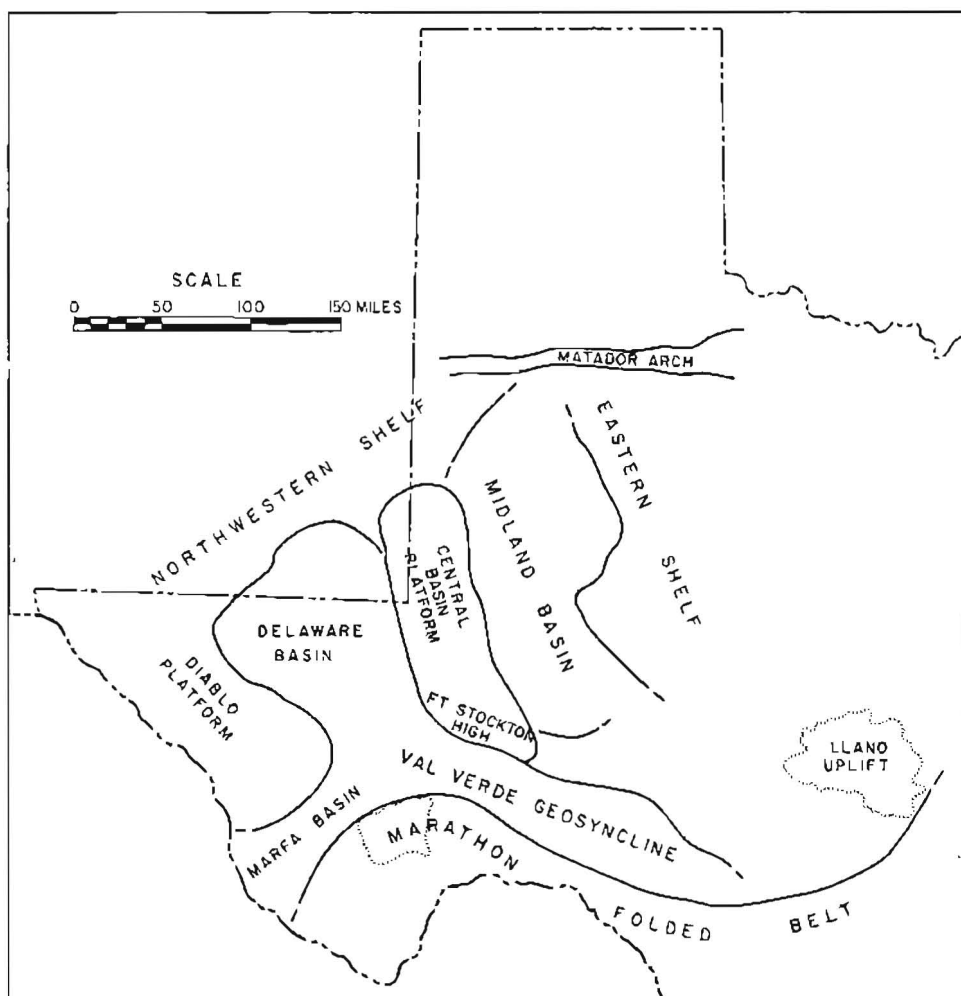 SCALE
0 50 100 150 MILES
MATADOR ARCH
NORTHWESTERN SHELF
EASTERN SHELF
MIDLAND BASIN
CENTRAL
BASIN
PLATFORM
DELAWARE
BASIN
DIABLO
PLATFORM
FT STOCKTON
HIGH
LLANO
UPLIFT
VAL VERDE GEOSYNCLINE
MARFA BASIN
MARATHON FOLDED BELT